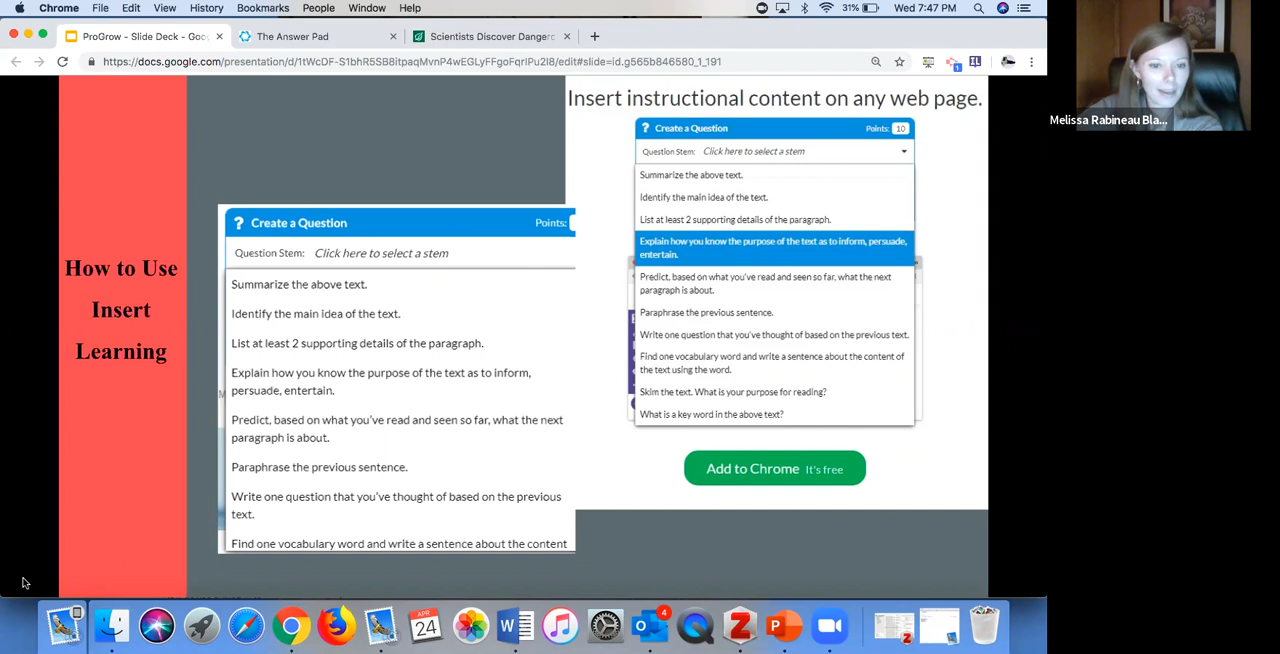 Chrome File Edit View History Bookmarks People Window Help
31% Wed 7:47 PM
ProGrow - Slide Deck - Goo
The Answer Pad
Scientists Discover Dangerc
https://docs.google.com/presentation/d/1tWcDF-S1bhR5SB8itpaqMvnP4wEGLyFFgoFqrlPu2l8/edit#slide=id.g565b846580_1_191
1
IL
Melissa Rabineau Bla...
How to Use
Insert
Learning
? Create a Question Points:
Question Stem: Click here to select a stem
Summarize the above text.
Identify the main idea of the text.
List at least 2 supporting details of the paragraph.
Explain how you know the purpose of the text as to inform,
persuade, entertain.
Predict, based on what you've read and seen so far, what the next
paragraph is about.
Paraphrase the previous sentence.
Write one question that you've thought of based on the previous
text.
Find one vocabulary word and write a sentence about the content
Insert instructional content on any web page.
? Create a Question Points: 10
Question Stem: Click here to select a stem
Summarize the above text.
Identify the main idea of the text.
List at least 2 supporting details of the paragraph.
Explain how you know the purpose of the text as to inform, persuade,
entertain.
Predict, based on what you've read and seen so far, what the next
paragraph is about.
Paraphrase the previous sentence.
Write one question that you've thought of based on the previous text.
Find one vocabulary word and write a sentence about the content of
the text using the word.
Skim the text. What is your purpose for reading?
What is a key word in the above text?
Add to Chrome It's free
APR
24
W
O
4
Z
P
Z